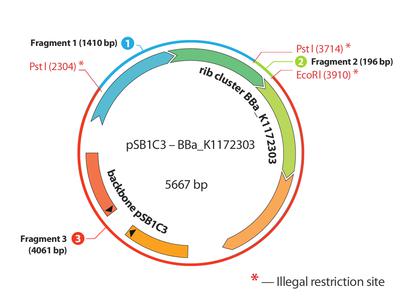 Fragment 1 (1410 bp) 1
Pst I (2304) *
Pst I (3714) *
2 Fragment 2 (196 bp)
EcoRI (3910) *
rib cluster BBa_K1172303
pSB1C3 – BBa_K1172303
5667 bp
backbone pSB1C3
Fragment 3 3
(4061 bp)
* — Illegal restriction site